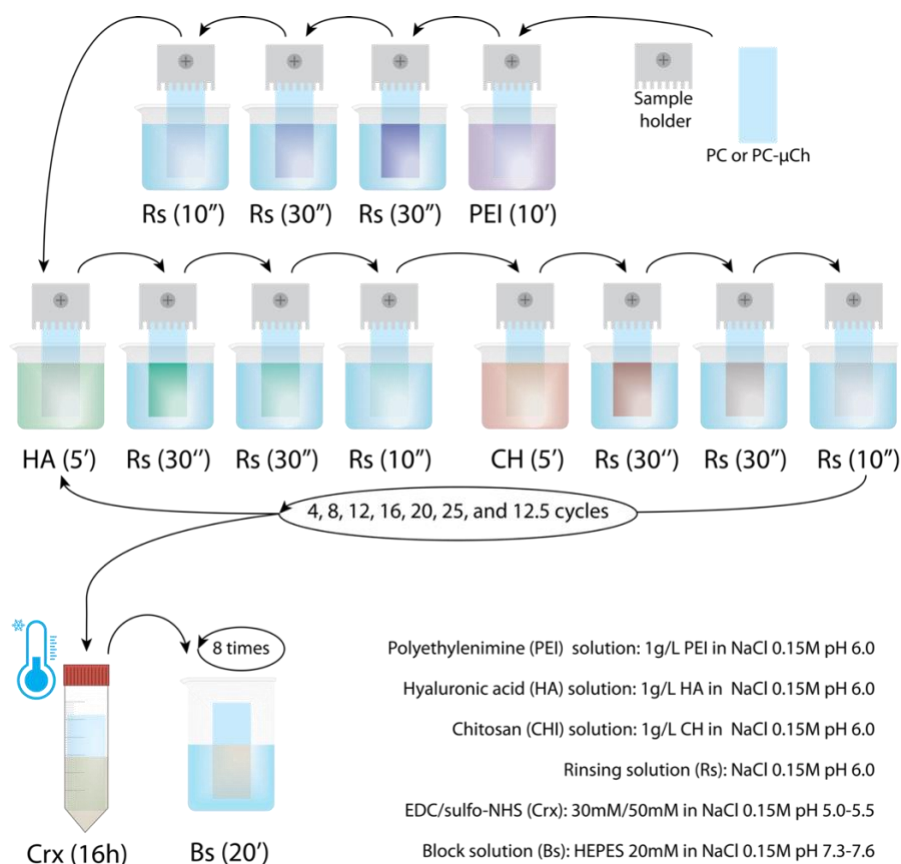 Sample
holder
PC or PC-μCh
Rs (10″) Rs (30″) Rs (30″) PEI (10′)
HA (5′) Rs (30′′) Rs (30″) Rs (10″) CH (5′) Rs (30′′) Rs (30″) Rs (10″)
4, 8, 12, 16, 20, 25, and 12.5 cycles
8 times
Polyethylenimine (PEI) solution: 1g/L PEI in NaCl 0.15M pH 6.0
Hyaluronic acid (HA) solution: 1g/L HA in NaCl 0.15M pH 6.0
Chitosan (CHI) solution: 1g/L CH in NaCl 0.15M pH 6.0
Rinsing solution (Rs): NaCl 0.15M pH 6.0
EDC/sulfo-NHS (Crx): 30mM/50mM in NaCl 0.15M pH 5.0-5.5
Block solution (Bs): HEPES 20mM in NaCl 0.15M pH 7.3-7.6
Crx (16h) Bs (20′)